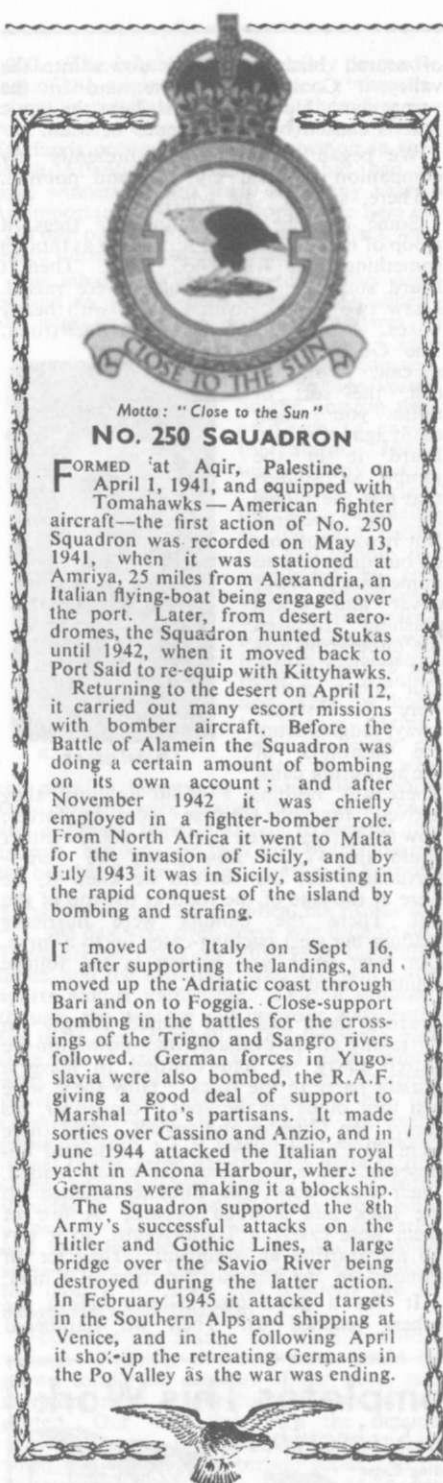 CLOSE TO THE SUN
Motto: "Close to the Sun"
No. 250 SQUADRON
FORMED at Aqir, Palestine, on
April 1, 1941, and equipped with
Tomahawks—American fighter
aircraft—the first action of No. 250
Squadron was recorded on May 13,
1941, when it was stationed at
Amriya, 25 miles from Alexandria, an
Italian flying-boat being engaged over
the port. Later, from desert aero-
dromes, the Squadron hunted Stukas
until 1942, when it moved back to
Port Said to re-equip with Kittyhawks.
Returning to the desert on April 12,
it carried out many escort missions
with bomber aircraft. Before the
Battle of Alamein the Squadron was
doing a certain amount of bombing
on its own account; and after
November 1942 it was chiefly
employed in a fighter-bomber role.
From North Africa it went to Malta
for the invasion of Sicily, and by
July 1943 it was in Sicily, assisting in
the rapid conquest of the island by
bombing and strafing.
IT moved to Italy on Sept 16,
after supporting the landings, and
moved up the Adriatic coast through
Bari and on to Foggia. Close-support
bombing in the battles for the cross-
ings of the Trigno and Sangro rivers
followed. German forces in Yugo-
slavia were also bombed, the R.A.F.
giving a good deal of support to
Marshal Tito's partisans. It made
sorties over Cassino and Anzio, and in
June 1944 attacked the Italian royal
yacht in Ancona Harbour, where the
Germans were making it a blockship.
The Squadron supported the 8th
Army's successful attacks on the
Hitler and Gothic Lines, a large
bridge over the Savio River being
destroyed during the latter action.
In February 1945 it attacked targets
in the Southern Alps and shipping at
Venice, and in the following April
it shot-up the retreating Germans in
the Po Valley as the war was ending.